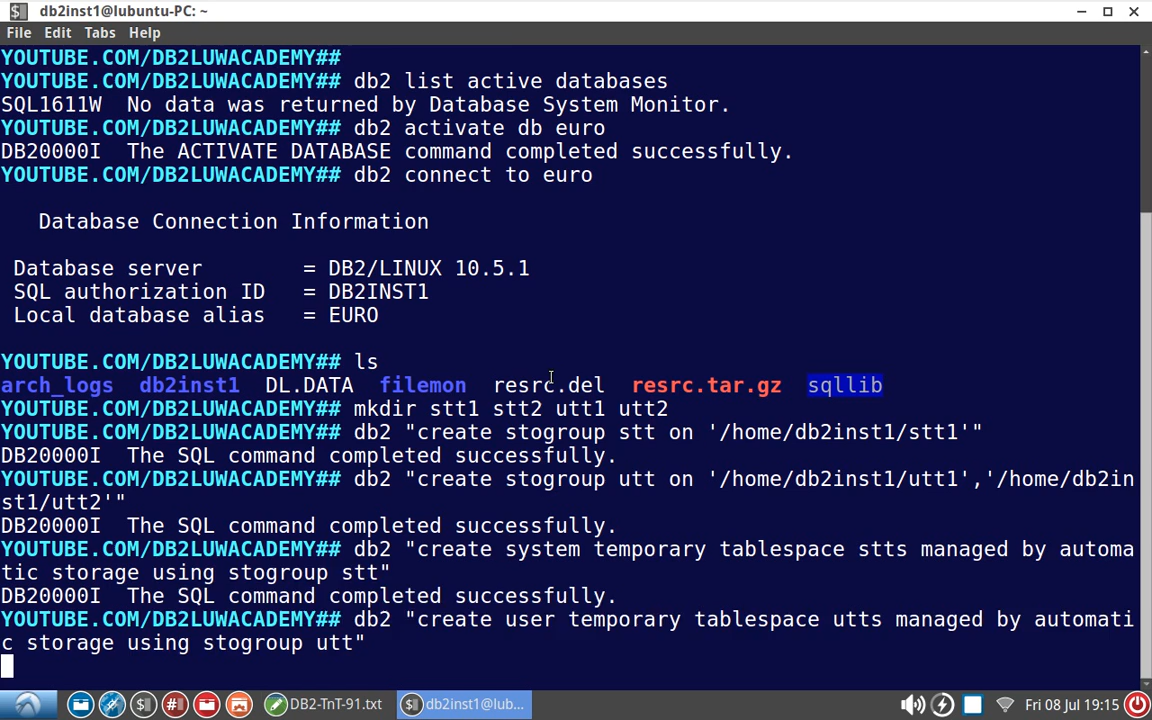 db2inst1@lubuntu-PC: ~
File Edit Tabs Help
YOUTUBE.COM/DB2LUWACADEMY##
YOUTUBE.COM/DB2LUWACADEMY## db2 list active databases
SQL1611W  No data was returned by Database System Monitor.
YOUTUBE.COM/DB2LUWACADEMY## db2 activate db euro
DB20000I  The ACTIVATE DATABASE command completed successfully.
YOUTUBE.COM/DB2LUWACADEMY## db2 connect to euro
   Database Connection Information
 Database server        = DB2/LINUX 10.5.1
 SQL authorization ID   = DB2INST1
 Local database alias   = EURO
YOUTUBE.COM/DB2LUWACADEMY## ls
arch_logs  db2inst1  DL.DATA  filemon  resrc.del  resrc.tar.gz  sqllib
YOUTUBE.COM/DB2LUWACADEMY## mkdir stt1 stt2 utt1 utt2
YOUTUBE.COM/DB2LUWACADEMY## db2 "create stogroup stt on '/home/db2inst1/stt1'"
DB20000I  The SQL command completed successfully.
YOUTUBE.COM/DB2LUWACADEMY## db2 "create stogroup utt on '/home/db2inst1/utt1','/home/db2in
st1/utt2'"
DB20000I  The SQL command completed successfully.
YOUTUBE.COM/DB2LUWACADEMY## db2 "create system temporary tablespace stts managed by automa
tic storage using stogroup stt"
DB20000I  The SQL command completed successfully.
YOUTUBE.COM/DB2LUWACADEMY## db2 "create user temporary tablespace utts managed by automati
c storage using stogroup utt"
DB2-TnT-91.txt
db2inst1@lub...
Fri 08 Jul 19:15